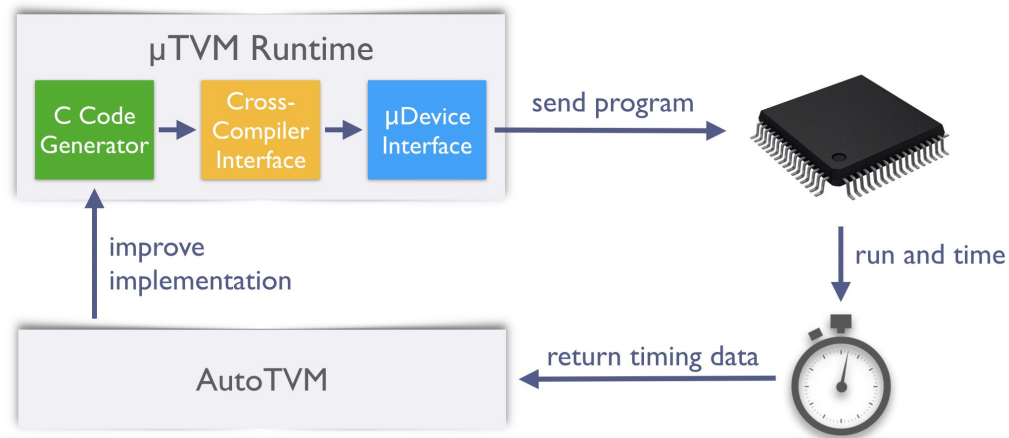 µTVM Runtime
C Code
Generator
Cross-
Compiler
Interface
µDevice
Interface
send program
improve
implementation
run and time
AutoTVM
return timing data